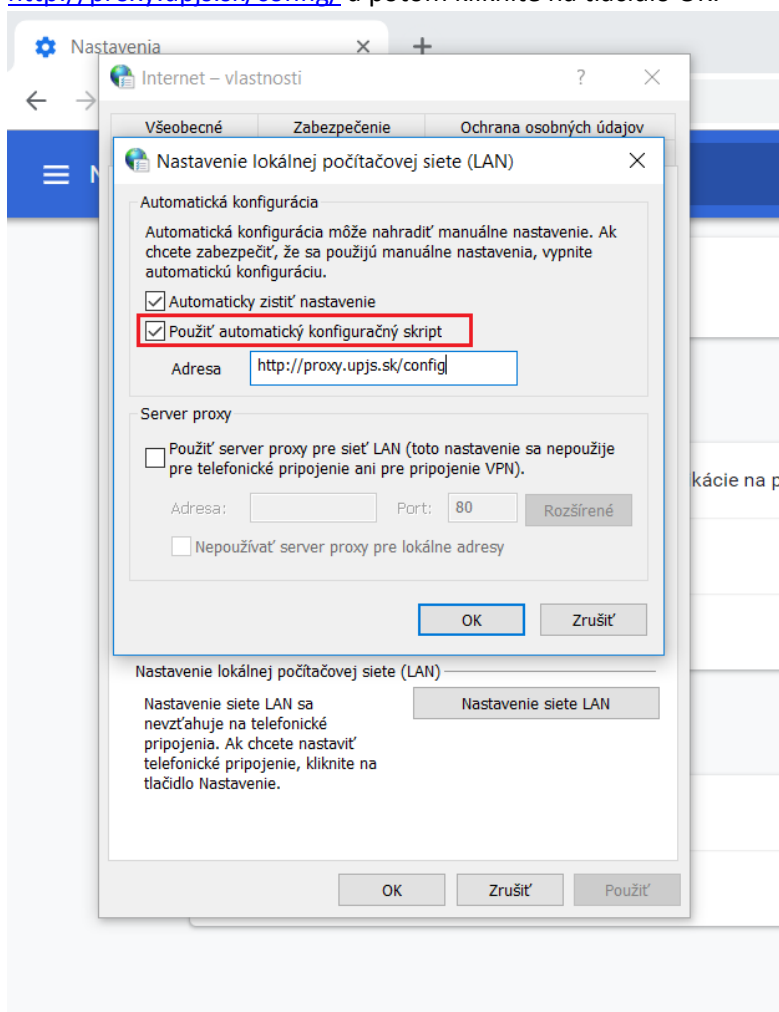 http://proxy.upjs.sk/config/ a potom kliknite na tlačidlo OK.
Nastavenia
Internet – vlastnosti
Všeobecné Zabezpečenie Ochrana osobných údajov
N
Nastavenie lokálnej počítačovej siete (LAN)
Automatická konfigurácia
Automatická konfigurácia môže nahradiť manuálne nastavenie. Ak
chcete zabezpečiť, že sa použijú manuálne nastavenia, vypnite
automatickú konfiguráciu.
Automaticky zistiť nastavenie
Použiť automatický konfiguračný skript
Adresa http://proxy.upjs.sk/config
Server proxy
Použiť server proxy pre sieť LAN (toto nastavenie sa nepoužije
pre telefonické pripojenie ani pre pripojenie VPN).
kácie na p
Adresa: Port: 80 Rozšírené
Nepoužívať server proxy pre lokálne adresy
OK Zrušiť
Nastavenie lokálnej počítačovej siete (LAN)
Nastavenie siete LAN sa
nevzťahuje na telefonické
pripojenia. Ak chcete nastaviť
telefonické pripojenie, kliknite na
tlačidlo Nastavenie.
Nastavenie siete LAN
OK Zrušiť Použiť